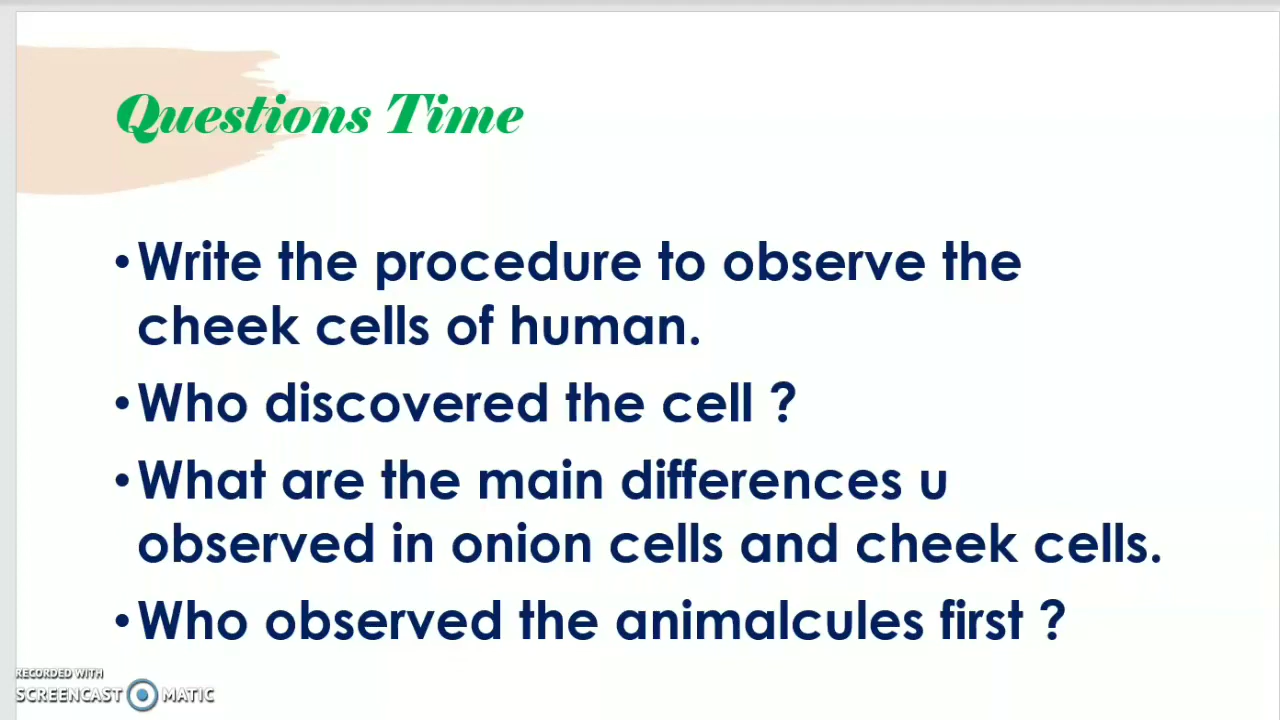 Questions Time
•Write the procedure to observe the
cheek cells of human.
•Who discovered the cell ?
•What are the main differences u
observed in onion cells and cheek cells.
•Who observed the animalcules first ?
RECORDED WITH
SCREENCAST MATIC